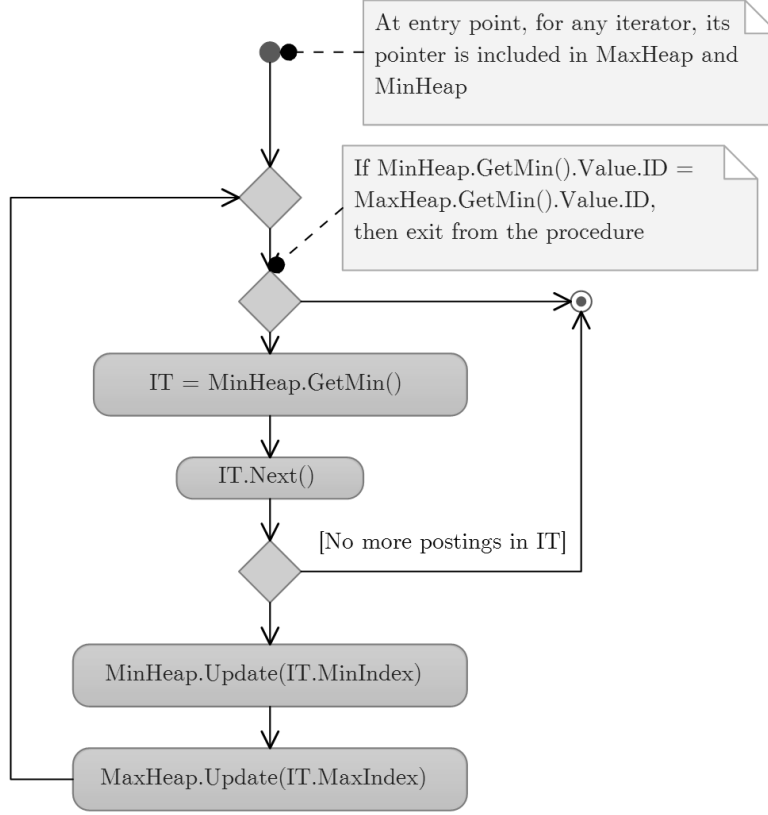 At entry point, for any iterator, its
pointer is included in MaxHeap and
MinHeap
If MinHeap.GetMin().Value.ID =
MaxHeap.GetMin().Value.ID,
then exit from the procedure
IT = MinHeap.GetMin()
IT.Next()
[No more postings in IT]
MinHeap.Update(IT.MinIndex)
MaxHeap.Update(IT.MaxIndex)